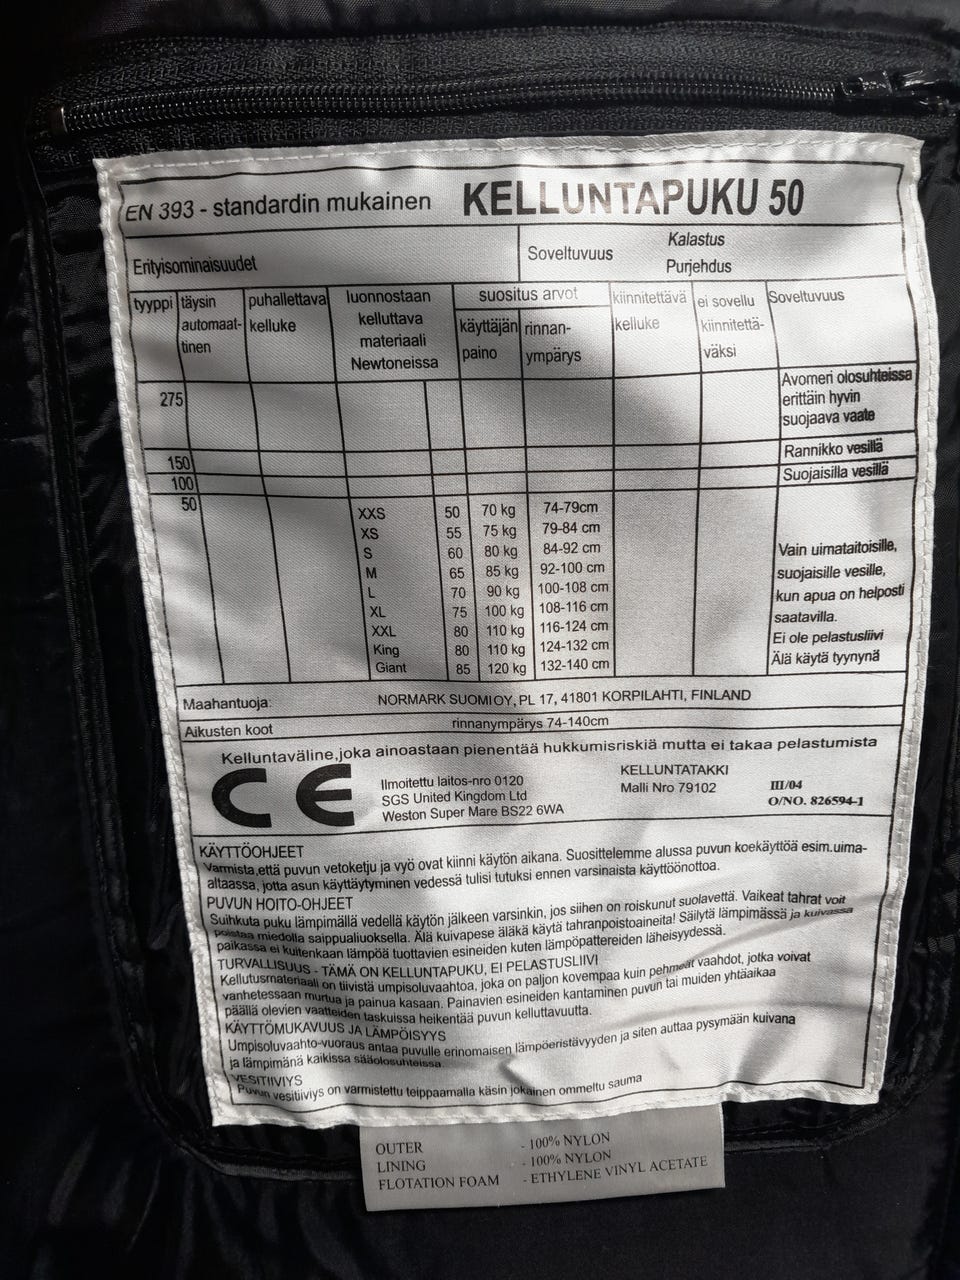 EN 393 - standardin mukainen KELLUNTAPUKU 50
Erityisominaisuudet Soveltuvuus Kalastus
Purjehdus
tyyppi täysin automaat- tinen puhallettava kelluke luonnostaan kelluttava materiaali Newtoneissa suositus arvot käyttäjän paino rinnan- ympärys kiinnitettävä kelluke ei sovellu kiinnitettä- väksi Soveltuvuus
275 Avomeri olosuhteissa
erittäin hyvin
suojaava vaate
150 Rannikko vesillä
100 Suojaisilla vesillä
50
XXS 50 70 kg 74-79cm
XS 55 75 kg 79-84 cm
S 60 80 kg 84-92 cm
M 65 85 kg 92-100 cm
L 70 90 kg 100-108 cm
XL 75 100 kg 108-116 cm
XXL 80 110 kg 116-124 cm
King 80 110 kg 124-132 cm
Giant 85 120 kg 132-140 cm
Vain uimataitoisille,
suojaisille vesille,
kun apua on helposti
saatavilla.
Ei ole pelastusliivi
Älä käytä tyynynä
Maahantuoja: NORMARK SUOMI OY, PL 17, 41801 KORPILAHTI, FINLAND
Aikusten koot rinnanympärys 74-140cm
Kelluntaväline,joka ainoastaan pienentää hukkumisriskiä mutta ei takaa pelastumista
CE
Ilmoitettu laitos-nro 0120
SGS United Kingdom Ltd
Weston Super Mare BS22 6WA
KELLUNTATAKKI
Malli Nro 79102
III/04
O/NO. 826594-1
KÄYTTÖOHJEET
Varmista,että puvun vetoketju ja vyö ovat kiinni käytön aikana. Suosittelemme alussa puvun koekäyttöä esim.uima-
altaassa, jotta asun käyttäytyminen vedessä tulisi tutuksi ennen varsinaista käyttöönottoa.
PUVUN HOITO-OHJEET
Suihkuta puku lämpimällä vedellä käytön jälkeen varsinkin, jos siihen on roiskunut suolavettä. Vaikeat tahrat voit
poistaa miedolla saippualiuoksella. Älä kuivapese äläkä käytä tahranpoistoaineita! Säilytä lämpimässä ja kuivassa
paikassa ei kuitenkaan lämpöä tuottavien esineiden kuten lämpöpattereiden läheisyydessä.
TURVALLISUUS - TÄMÄ ON KELLUNTAPUKU, EI PELASTUSLIIVI
Kellutusmateriaali on tiivistä umpisoluvaahtoa, joka on paljon kovempaa kuin pehmeät vaahdot, jotka voivat
vanhetessaan murtua ja painua kasaan. Painavien esineiden kantaminen puvun tai muiden yhtäaikaa
päällä olevien vaatteiden taskuissa heikentää puvun kelluttavuutta.
KÄYTTÖMUKAVUUS JA LÄMPÖISYYS
Umpisoluvaahto-vuoraus antaa puvulle erinomaisen lämpöeristävyyden ja siten auttaa pysymään kuivana
ja lämpimänä kaikissa sääolosuhteissa.
VESITIIVIYS
Puvun vesitiiviys on varmistettu teippaamalla käsin jokainen ommeltu sauma
OUTER - 100% NYLON
LINING - 100% NYLON
FLOTATION FOAM - ETHYLENE VINYL ACETATE